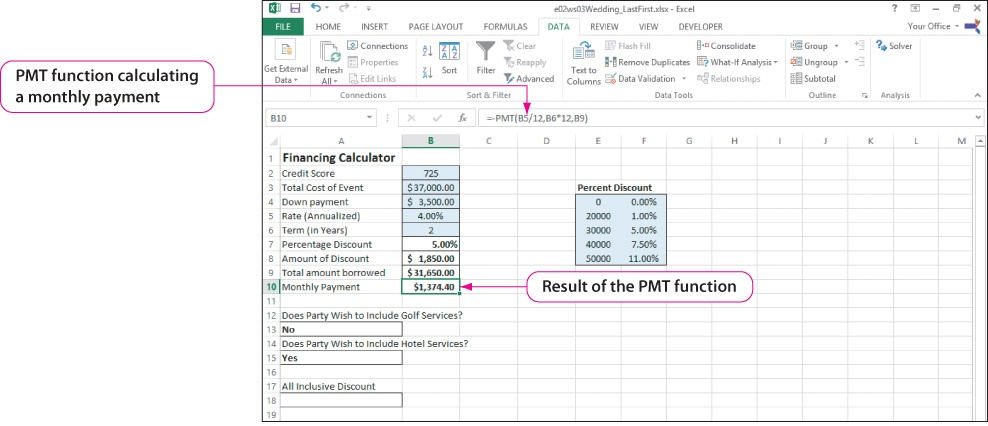 e02ws03Wedding_LastFirst.xlsx - Excel
FILE HOME INSERT PAGE LAYOUT FORMULAS DATA REVIEW VIEW DEVELOPER Your Office
Get External Data
Refresh All
Connections
Properties
Edit Links
Connections
Sort
Filter
Clear
Reapply
Advanced
Sort & Filter
Text to Columns
Flash Fill
Remove Duplicates
Data Validation
Consolidate
What-If Analysis
Relationships
Data Tools
Group
Ungroup
Subtotal
Outline
Solver
Analysis
PMT function calculating
a monthly payment
B10 fx =-PMT(B5/12,B6*12,B9)
A B C D E F G H I J K L M
1 Financing Calculator
2 Credit Score 725
3 Total Cost of Event $37,000.00 Percent Discount
4 Down payment $ 3,500.00 0 0.00%
5 Rate (Annualized) 4.00% 20000 1.00%
6 Term (in Years) 2 30000 5.00%
7 Percentage Discount 5.00% 40000 7.50%
8 Amount of Discount $ 1,850.00 50000 11.00%
9 Total amount borrowed $31,650.00
10 Monthly Payment $1,374.40
Result of the PMT function
11
12 Does Party Wish to Include Golf Services?
13 No
14 Does Party Wish to Include Hotel Services?
15 Yes
16
17 All Inclusive Discount
18
19